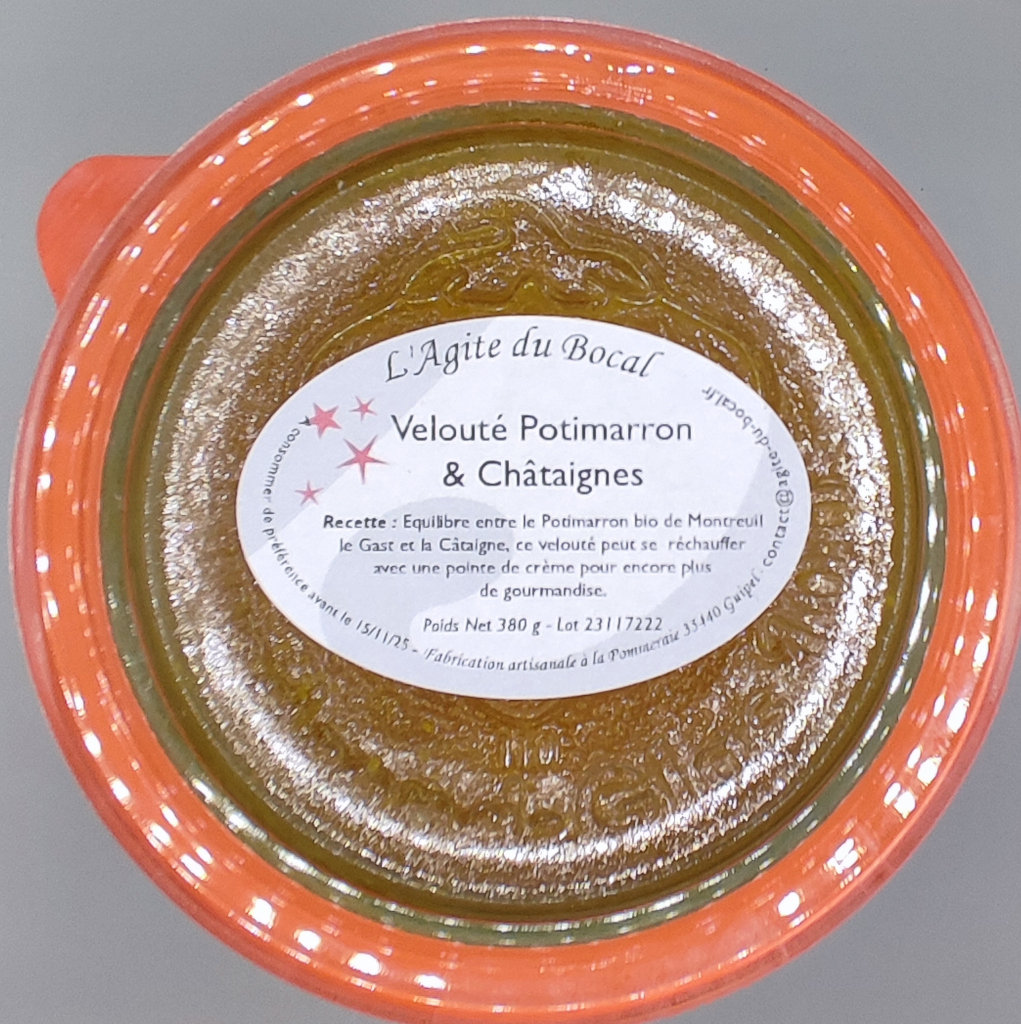 L'Agite du Bocal
Velouté Potimarron
& Châtaignes
Recette : Equilibre entre le Potimarron bio de Montreuil
le Gast et la Câtaigne, ce velouté peut se réchauffer
avec une pointe de crème pour encore plus
de gourmandise.
Poids Net 380 g - Lot 23117222
A consommer de préférence avant le 15/11/25 - Fabrication artisanale à la Pommeraie 35440 Guipel - contact@agite-du-bocal.fr